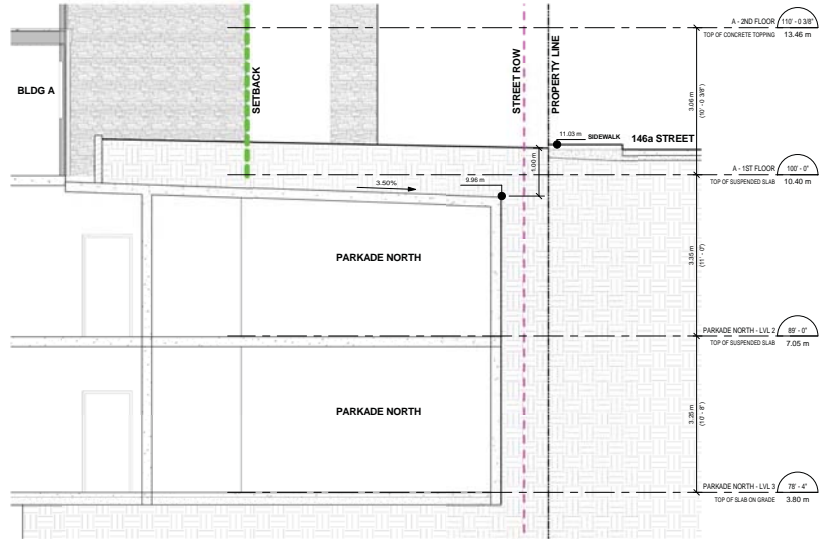 A - 2ND FLOOR 110' - 0 3/8"
TOP OF CONCRETE TOPPING 13.46 m
BLDG A
SETBACK
STREET ROW
PROPERTY LINE
3.06 m
(10' - 0 3/8")
11.03 m SIDEWALK 146a STREET
1.00 m
A - 1ST FLOOR 100' - 0"
TOP OF SUSPENDED SLAB 10.40 m
3.50%
9.96 m
PARKADE NORTH
3.35 m
(11' - 0")
PARKADE NORTH - LVL 2 89' - 0"
TOP OF SUSPENDED SLAB 7.05 m
PARKADE NORTH
3.25 m
(10' - 8")
PARKADE NORTH - LVL 3 78' - 4"
TOP OF SLAB ON GRADE 3.80 m